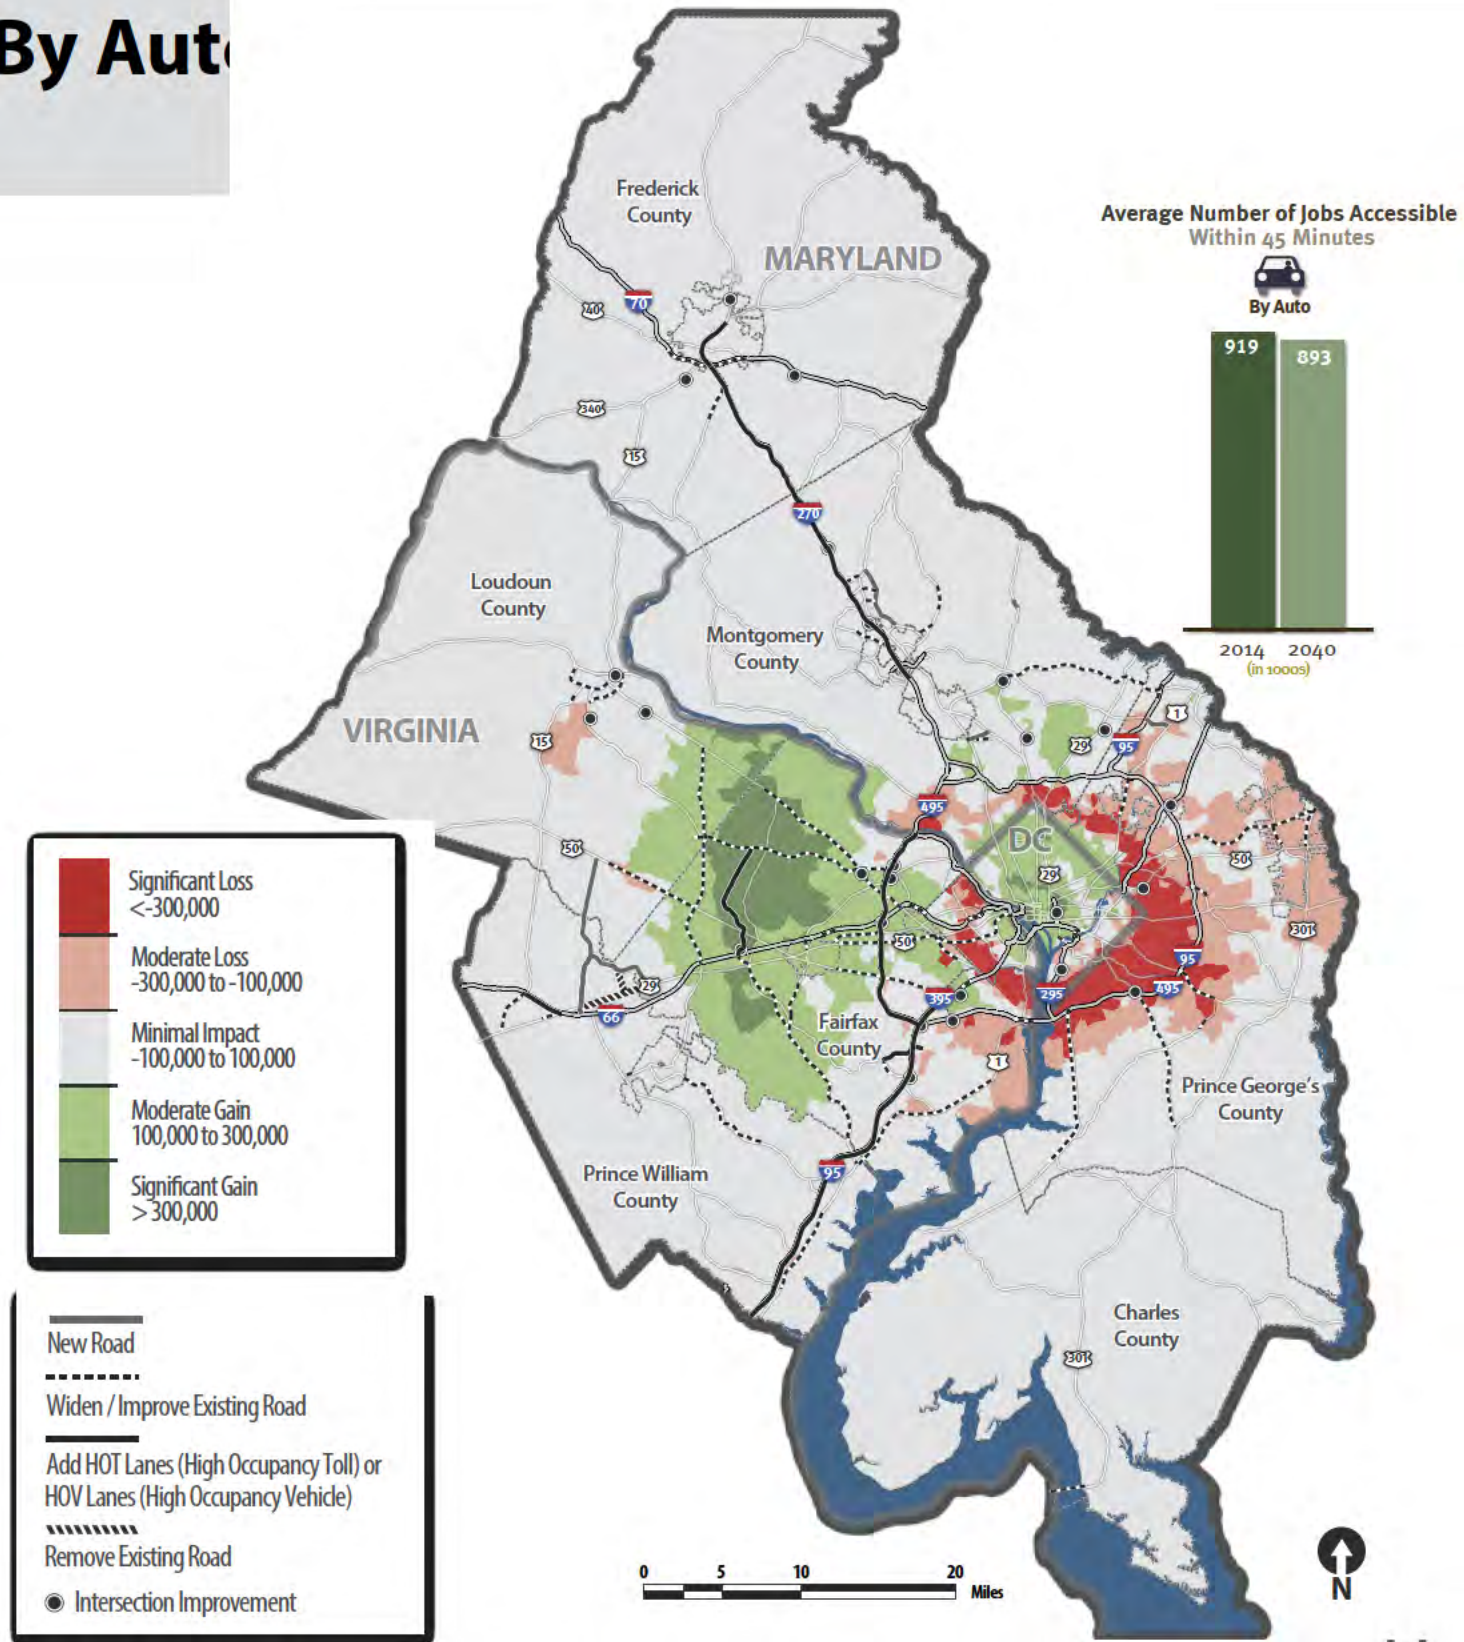 By Aut
Frederick
County
MARYLAND
Average Number of Jobs Accessible
Within 45 Minutes
By Auto
919
893
2014
2040
(in 1000s)
70
40
340
15
270
Loudoun
County
Montgomery
County
VIRGINIA
15
1
29
95
495
DC
50
50
29
301
50
95
29
395
295
495
66
Fairfax
County
1
Prince George's
County
Prince William
County
95
Charles
County
301
Significant Loss
<-300,000
Moderate Loss
-300,000 to -100,000
Minimal Impact
-100,000 to 100,000
Moderate Gain
100,000 to 300,000
Significant Gain
> 300,000
New Road
Widen / Improve Existing Road
Add HOT Lanes (High Occupancy Toll) or
HOV Lanes (High Occupancy Vehicle)
Remove Existing Road
Intersection Improvement
0 5 10 20
Miles
N